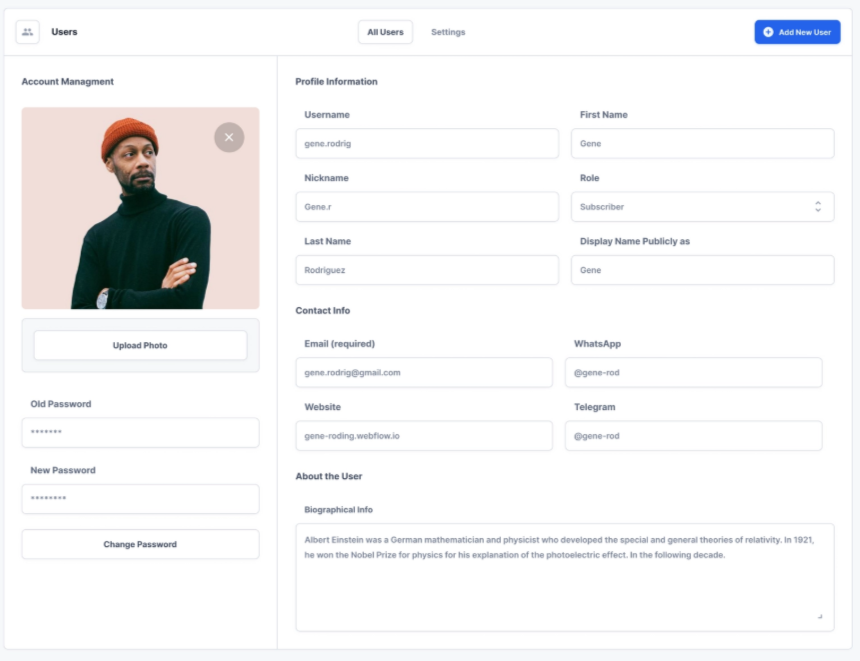 Users
All Users
Settings
Add New User
Account Managment
Upload Photo
Old Password
*******
New Password
********
Change Password
Profile Information
Username
First Name
gene.rodrig
Gene
Nickname
Role
Gene.r
Subscriber
Last Name
Display Name Publicly as
Rodriguez
Gene
Contact Info
Email (required)
WhatsApp
gene.rodrig@gmail.com
@gene-rod
Website
Telegram
gene-roding.webflow.io
@gene-rod
About the User
Biographical Info
Albert Einstein was a German mathematician and physicist who developed the special and general theories of relativity. In 1921,
he won the Nobel Prize for physics for his explanation of the photoelectric effect. In the following decade.